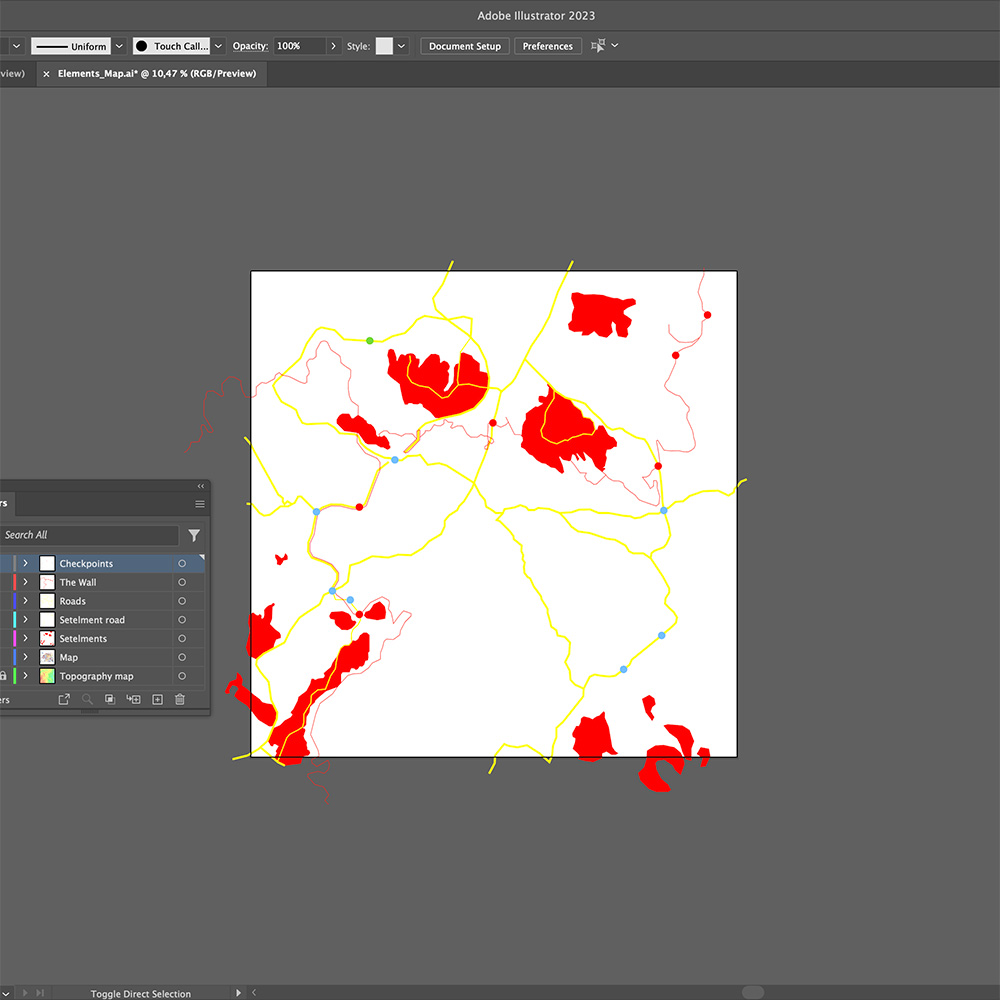 Adobe Illustrator 2023
Uniform Touch Call... Opacity: 100% Style: Document Setup Preferences
view) × Elements_Map.ai* @ 10,47 % (RGB/Preview)
rs
Search All
Checkpoints
The Wall
Roads
Setelment road
Setelments
Map
Topography map
ers
Toggle Direct Selection